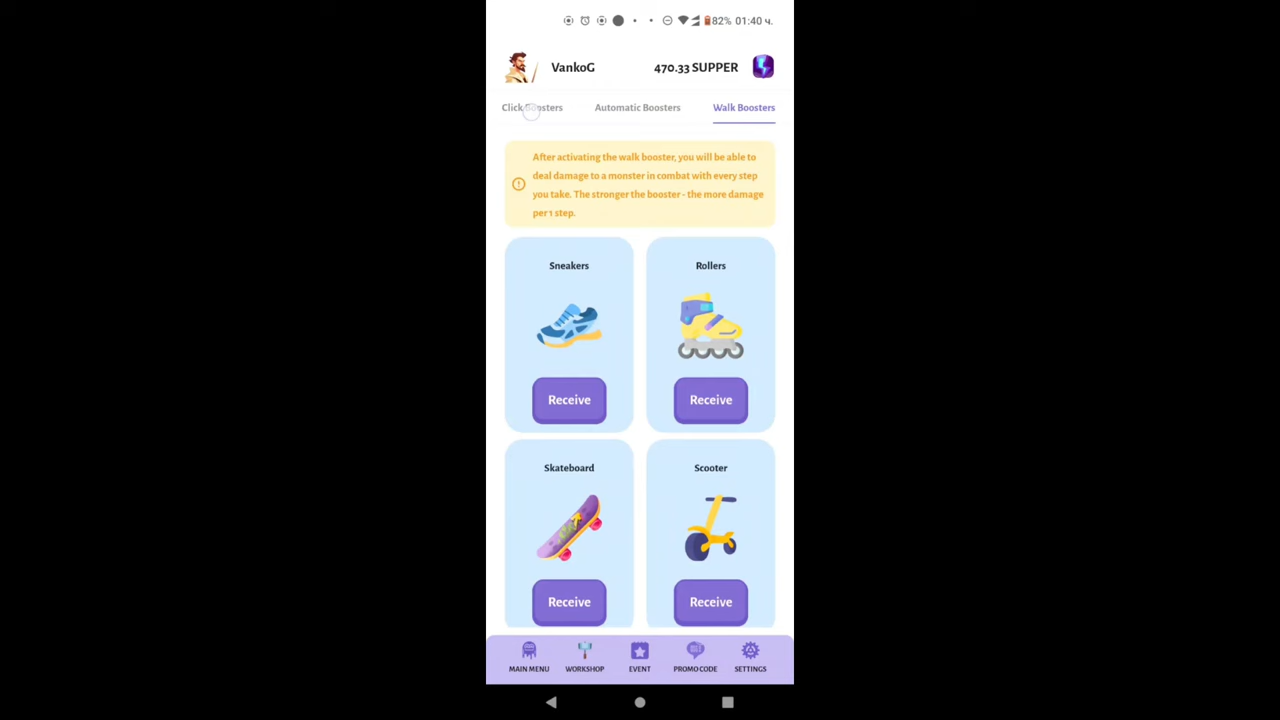 82% 01:40 ч.
VankoG 470.33 SUPPER
Click Boosters Automatic Boosters Walk Boosters
After activating the walk booster, you will be able to
deal damage to a monster in combat with every step
you take. The stronger the booster - the more damage
per 1 step.
Sneakers Rollers
Receive Receive
Skateboard Scooter
Receive Receive
MAIN MENU WORKSHOP EVENT PROMO CODE SETTINGS